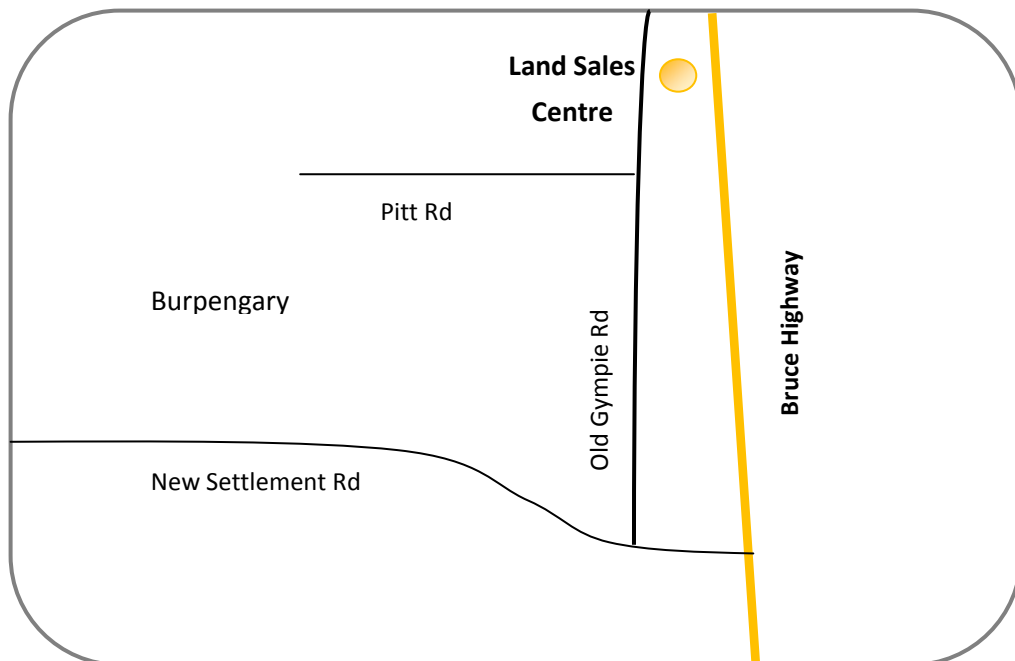 Land Sales
Centre
Pitt Rd
Burpengary
Old Gympie Rd
Bruce Highway
New Settlement Rd